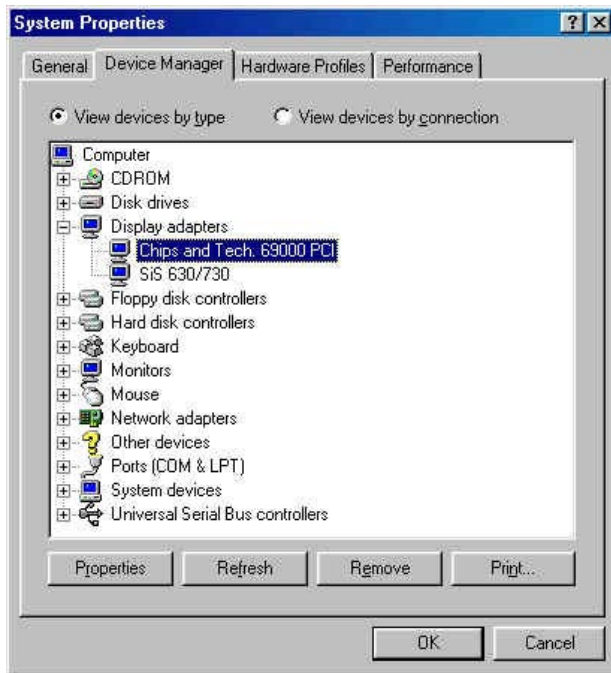 System Properties
General Device Manager Hardware Profiles Performance
View devices by type View devices by connection
Computer
CDROM
Disk drives
Display adapters
Chips and Tech. 69000 PCI
SiS 630/730
Floppy disk controllers
Hard disk controllers
Keyboard
Monitors
Mouse
Network adapters
Other devices
Ports (COM & LPT)
System devices
Universal Serial Bus controllers
Properties Refresh Remove Print...
OK Cancel